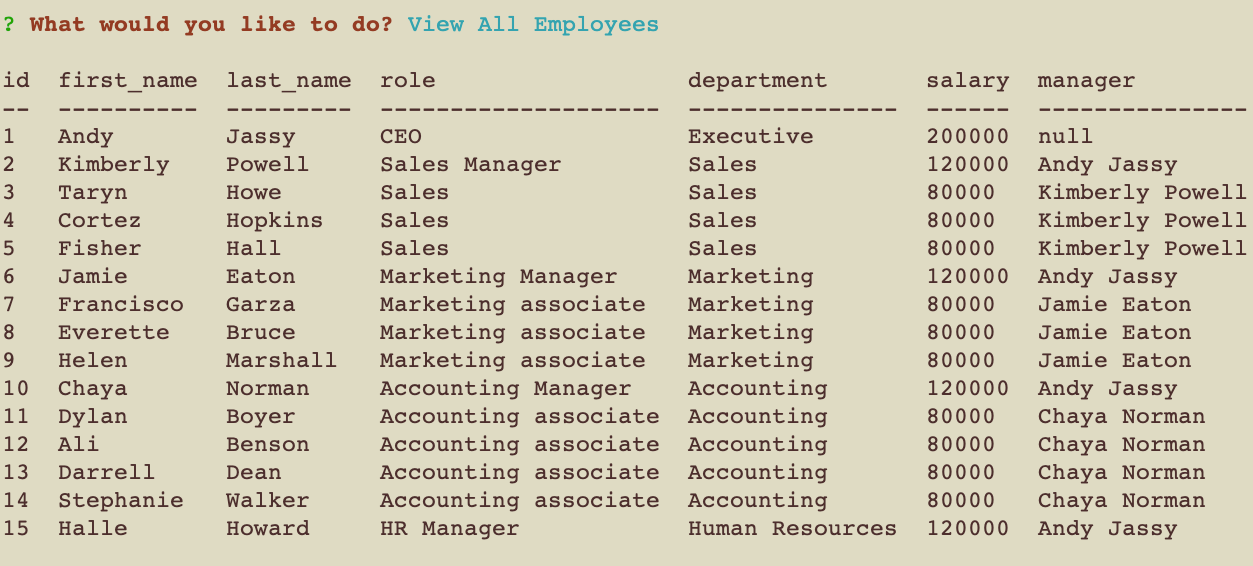 ? What would you like to do? View All Employees
id  first_name  last_name  role                  department       salary  manager
--  ----------  ---------  --------------------  ---------------  ------  ---------------
1   Andy        Jassy      CEO                   Executive        200000  null
2   Kimberly    Powell     Sales Manager         Sales            120000  Andy Jassy
3   Taryn       Howe       Sales                 Sales            80000   Kimberly Powell
4   Cortez      Hopkins    Sales                 Sales            80000   Kimberly Powell
5   Fisher      Hall       Sales                 Sales            80000   Kimberly Powell
6   Jamie       Eaton      Marketing Manager     Marketing        120000  Andy Jassy
7   Francisco   Garza      Marketing associate   Marketing        80000   Jamie Eaton
8   Everette    Bruce      Marketing associate   Marketing        80000   Jamie Eaton
9   Helen       Marshall   Marketing associate   Marketing        80000   Jamie Eaton
10  Chaya       Norman     Accounting Manager    Accounting       120000  Andy Jassy
11  Dylan       Boyer      Accounting associate  Accounting       80000   Chaya Norman
12  Ali         Benson     Accounting associate  Accounting       80000   Chaya Norman
13  Darrell     Dean       Accounting associate  Accounting       80000   Chaya Norman
14  Stephanie   Walker     Accounting associate  Accounting       80000   Chaya Norman
15  Halle       Howard     HR Manager            Human Resources  120000  Andy Jassy